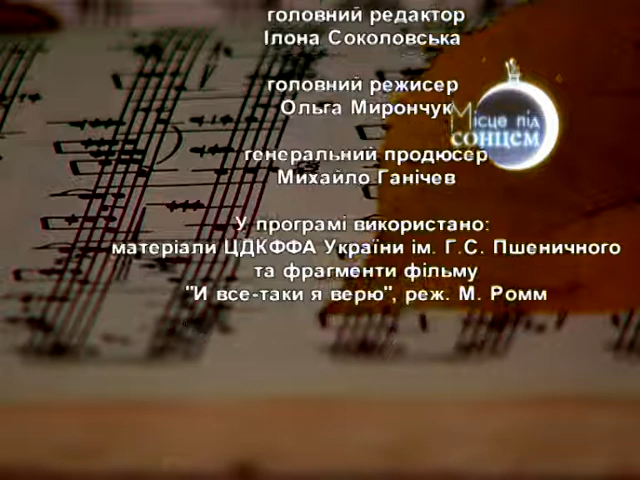 головний редактор
Ілона Соколовська
головний режисер
Ольга Мирончук
Місце під
сонцем
генеральний продюсер
Михайло Ганічев
У програмі використано:
матеріали ЦДКФФА України ім. Г.С. Пшеничного
та фрагменти фільму
"И все-таки я верю", реж. М. Ромм